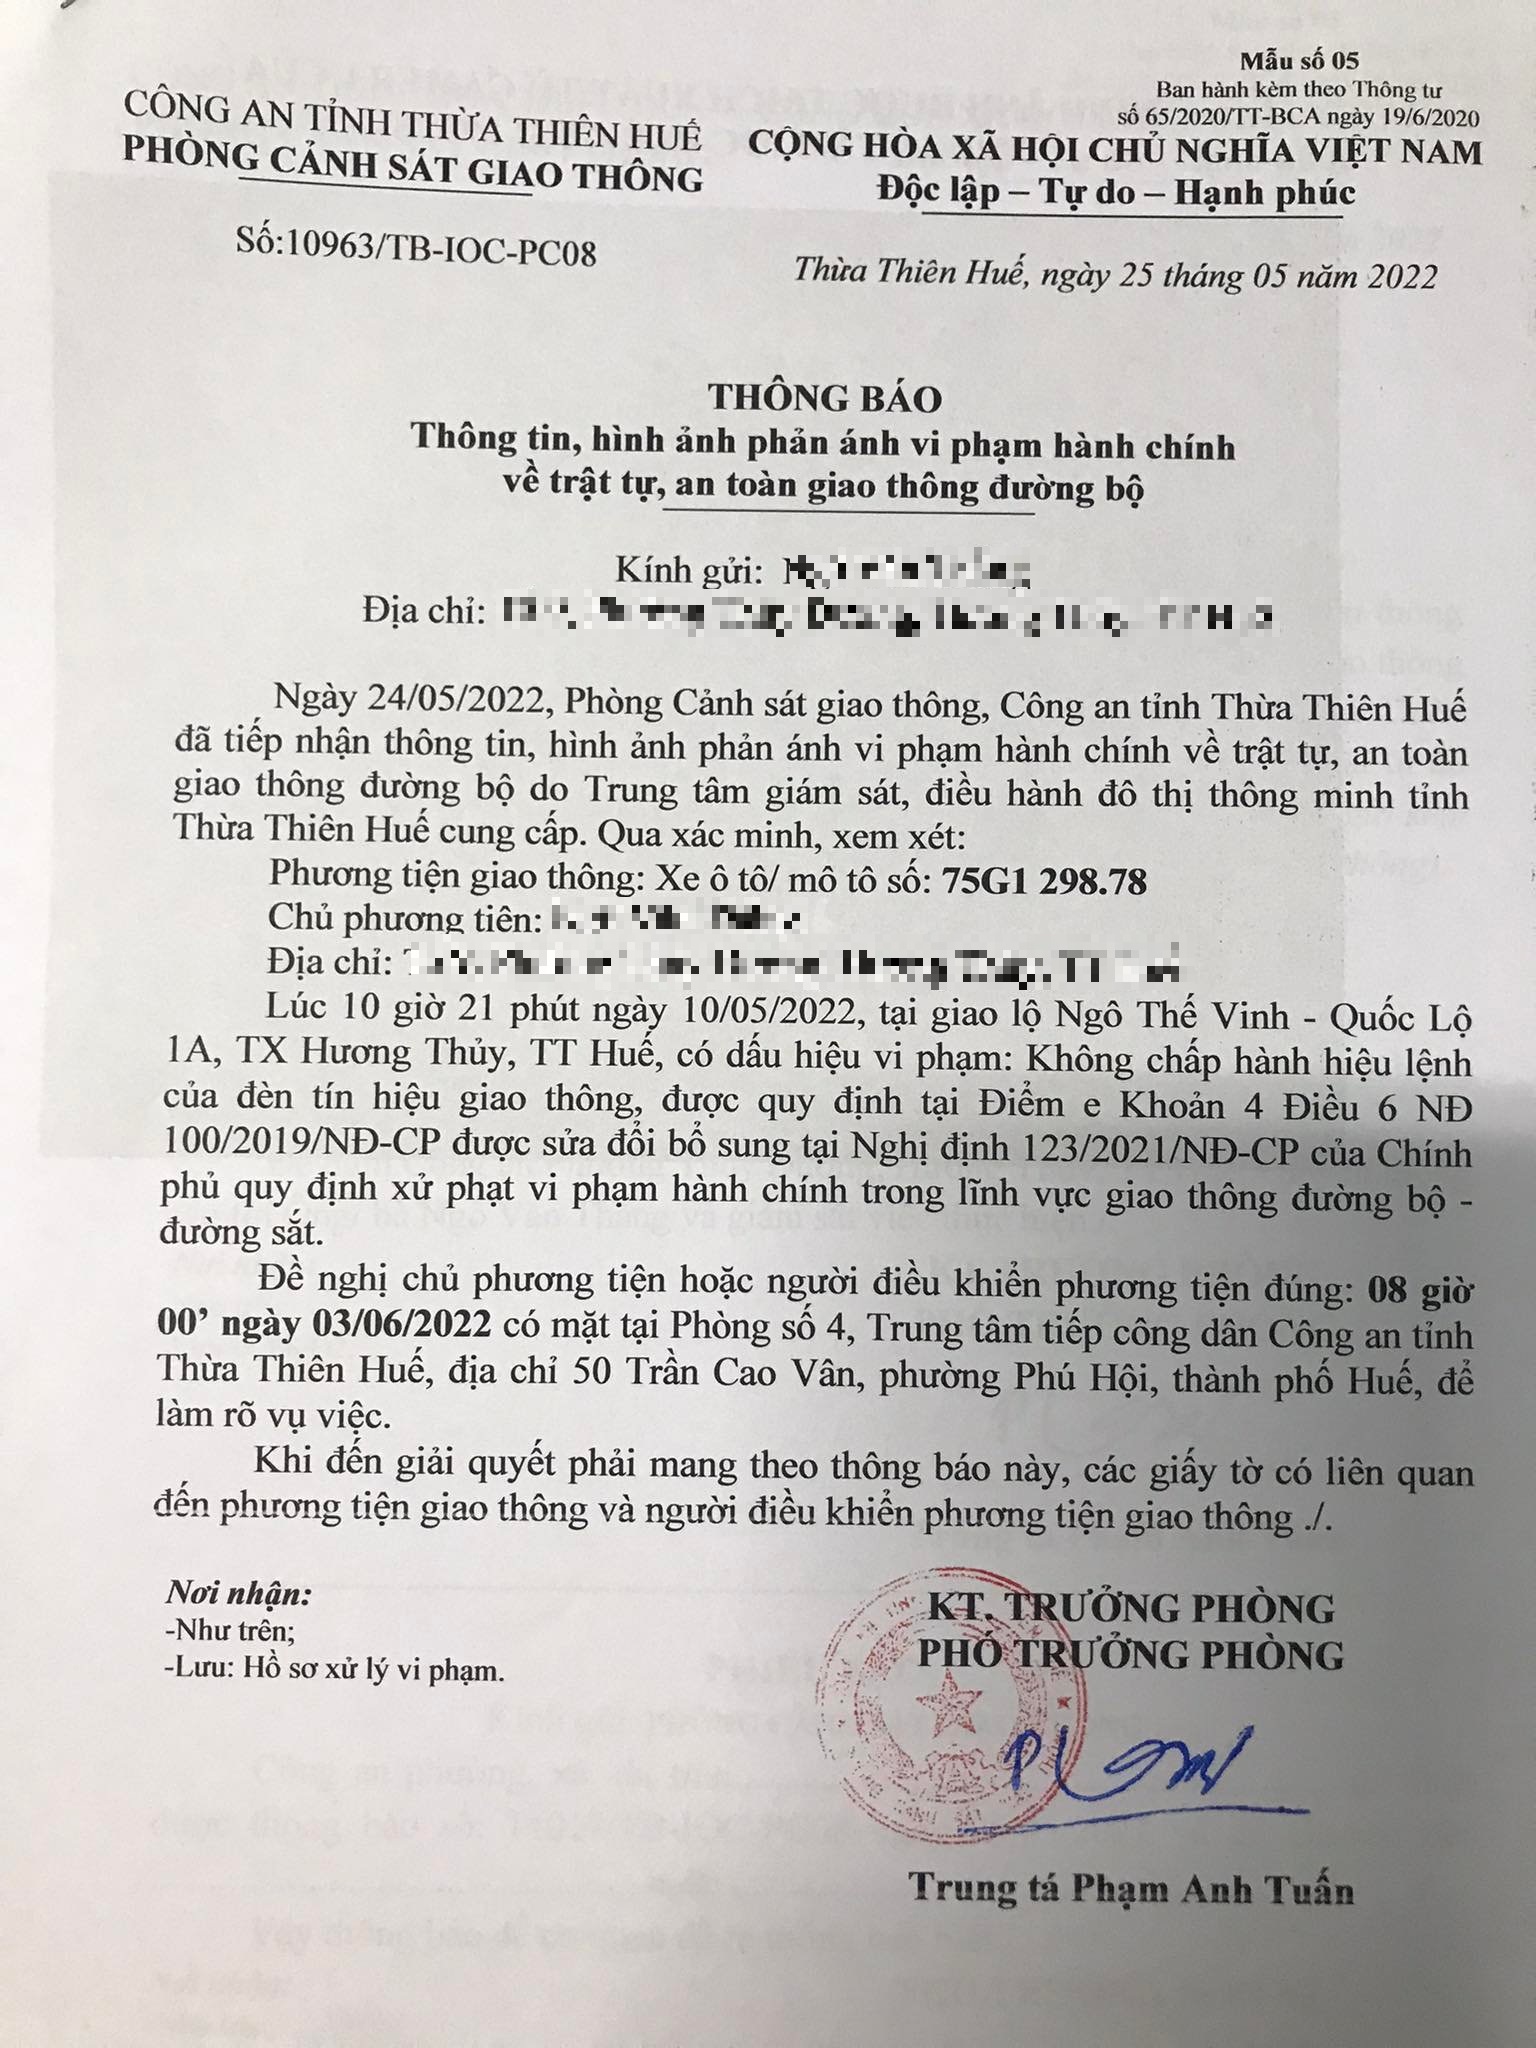 Mẫu số 05
Ban hành kèm theo Thông tư
số 65/2020/TT-BCA ngày 19/6/2020
CÔNG AN TỈNH THỪA THIÊN HUẾ
PHÒNG CẢNH SÁT GIAO THÔNG
CỘNG HÒA XÃ HỘI CHỦ NGHĨA VIỆT NAM
Độc lập – Tự do – Hạnh phúc
Số:10963/TB-IOC-PC08
Thừa Thiên Huế, ngày 25 tháng 05 năm 2022
THÔNG BÁO
Thông tin, hình ảnh phản ánh vi phạm hành chính
về trật tự, an toàn giao thông đường bộ
Kính gửi:
Địa chỉ:
Ngày 24/05/2022, Phòng Cảnh sát giao thông, Công an tỉnh Thừa Thiên Huế
đã tiếp nhận thông tin, hình ảnh phản ánh vi phạm hành chính về trật tự, an toàn
giao thông đường bộ do Trung tâm giám sát, điều hành đô thị thông minh tỉnh
Thừa Thiên Huế cung cấp. Qua xác minh, xem xét:
Phương tiện giao thông: Xe ô tô/ mô tô số: 75G1 298.78
Chủ phương tiên:
Địa chỉ:
Lúc 10 giờ 21 phút ngày 10/05/2022, tại giao lộ Ngô Thế Vinh - Quốc Lộ
1A, TX Hương Thủy, TT Huế, có dấu hiệu vi phạm: Không chấp hành hiệu lệnh
của đèn tín hiệu giao thông, được quy định tại Điểm e Khoản 4 Điều 6 NĐ
100/2019/NĐ-CP được sửa đổi bổ sung tại Nghị định 123/2021/NĐ-CP của Chính
phủ quy định xử phạt vi phạm hành chính trong lĩnh vực giao thông đường bộ -
đường sắt.
Đề nghị chủ phương tiện hoặc người điều khiển phương tiện đúng: 08 giờ
00’ ngày 03/06/2022 có mặt tại Phòng số 4, Trung tâm tiếp công dân Công an tỉnh
Thừa Thiên Huế, địa chỉ 50 Trần Cao Vân, phường Phú Hội, thành phố Huế, để
làm rõ vụ việc.
Khi đến giải quyết phải mang theo thông báo này, các giấy tờ có liên quan
đến phương tiện giao thông và người điều khiển phương tiện giao thông ./.
Nơi nhận:
-Như trên;
-Lưu: Hồ sơ xử lý vi phạm.
KT. TRƯỞNG PHÒNG
PHÓ TRƯỞNG PHÒNG
Trung tá Phạm Anh Tuấn